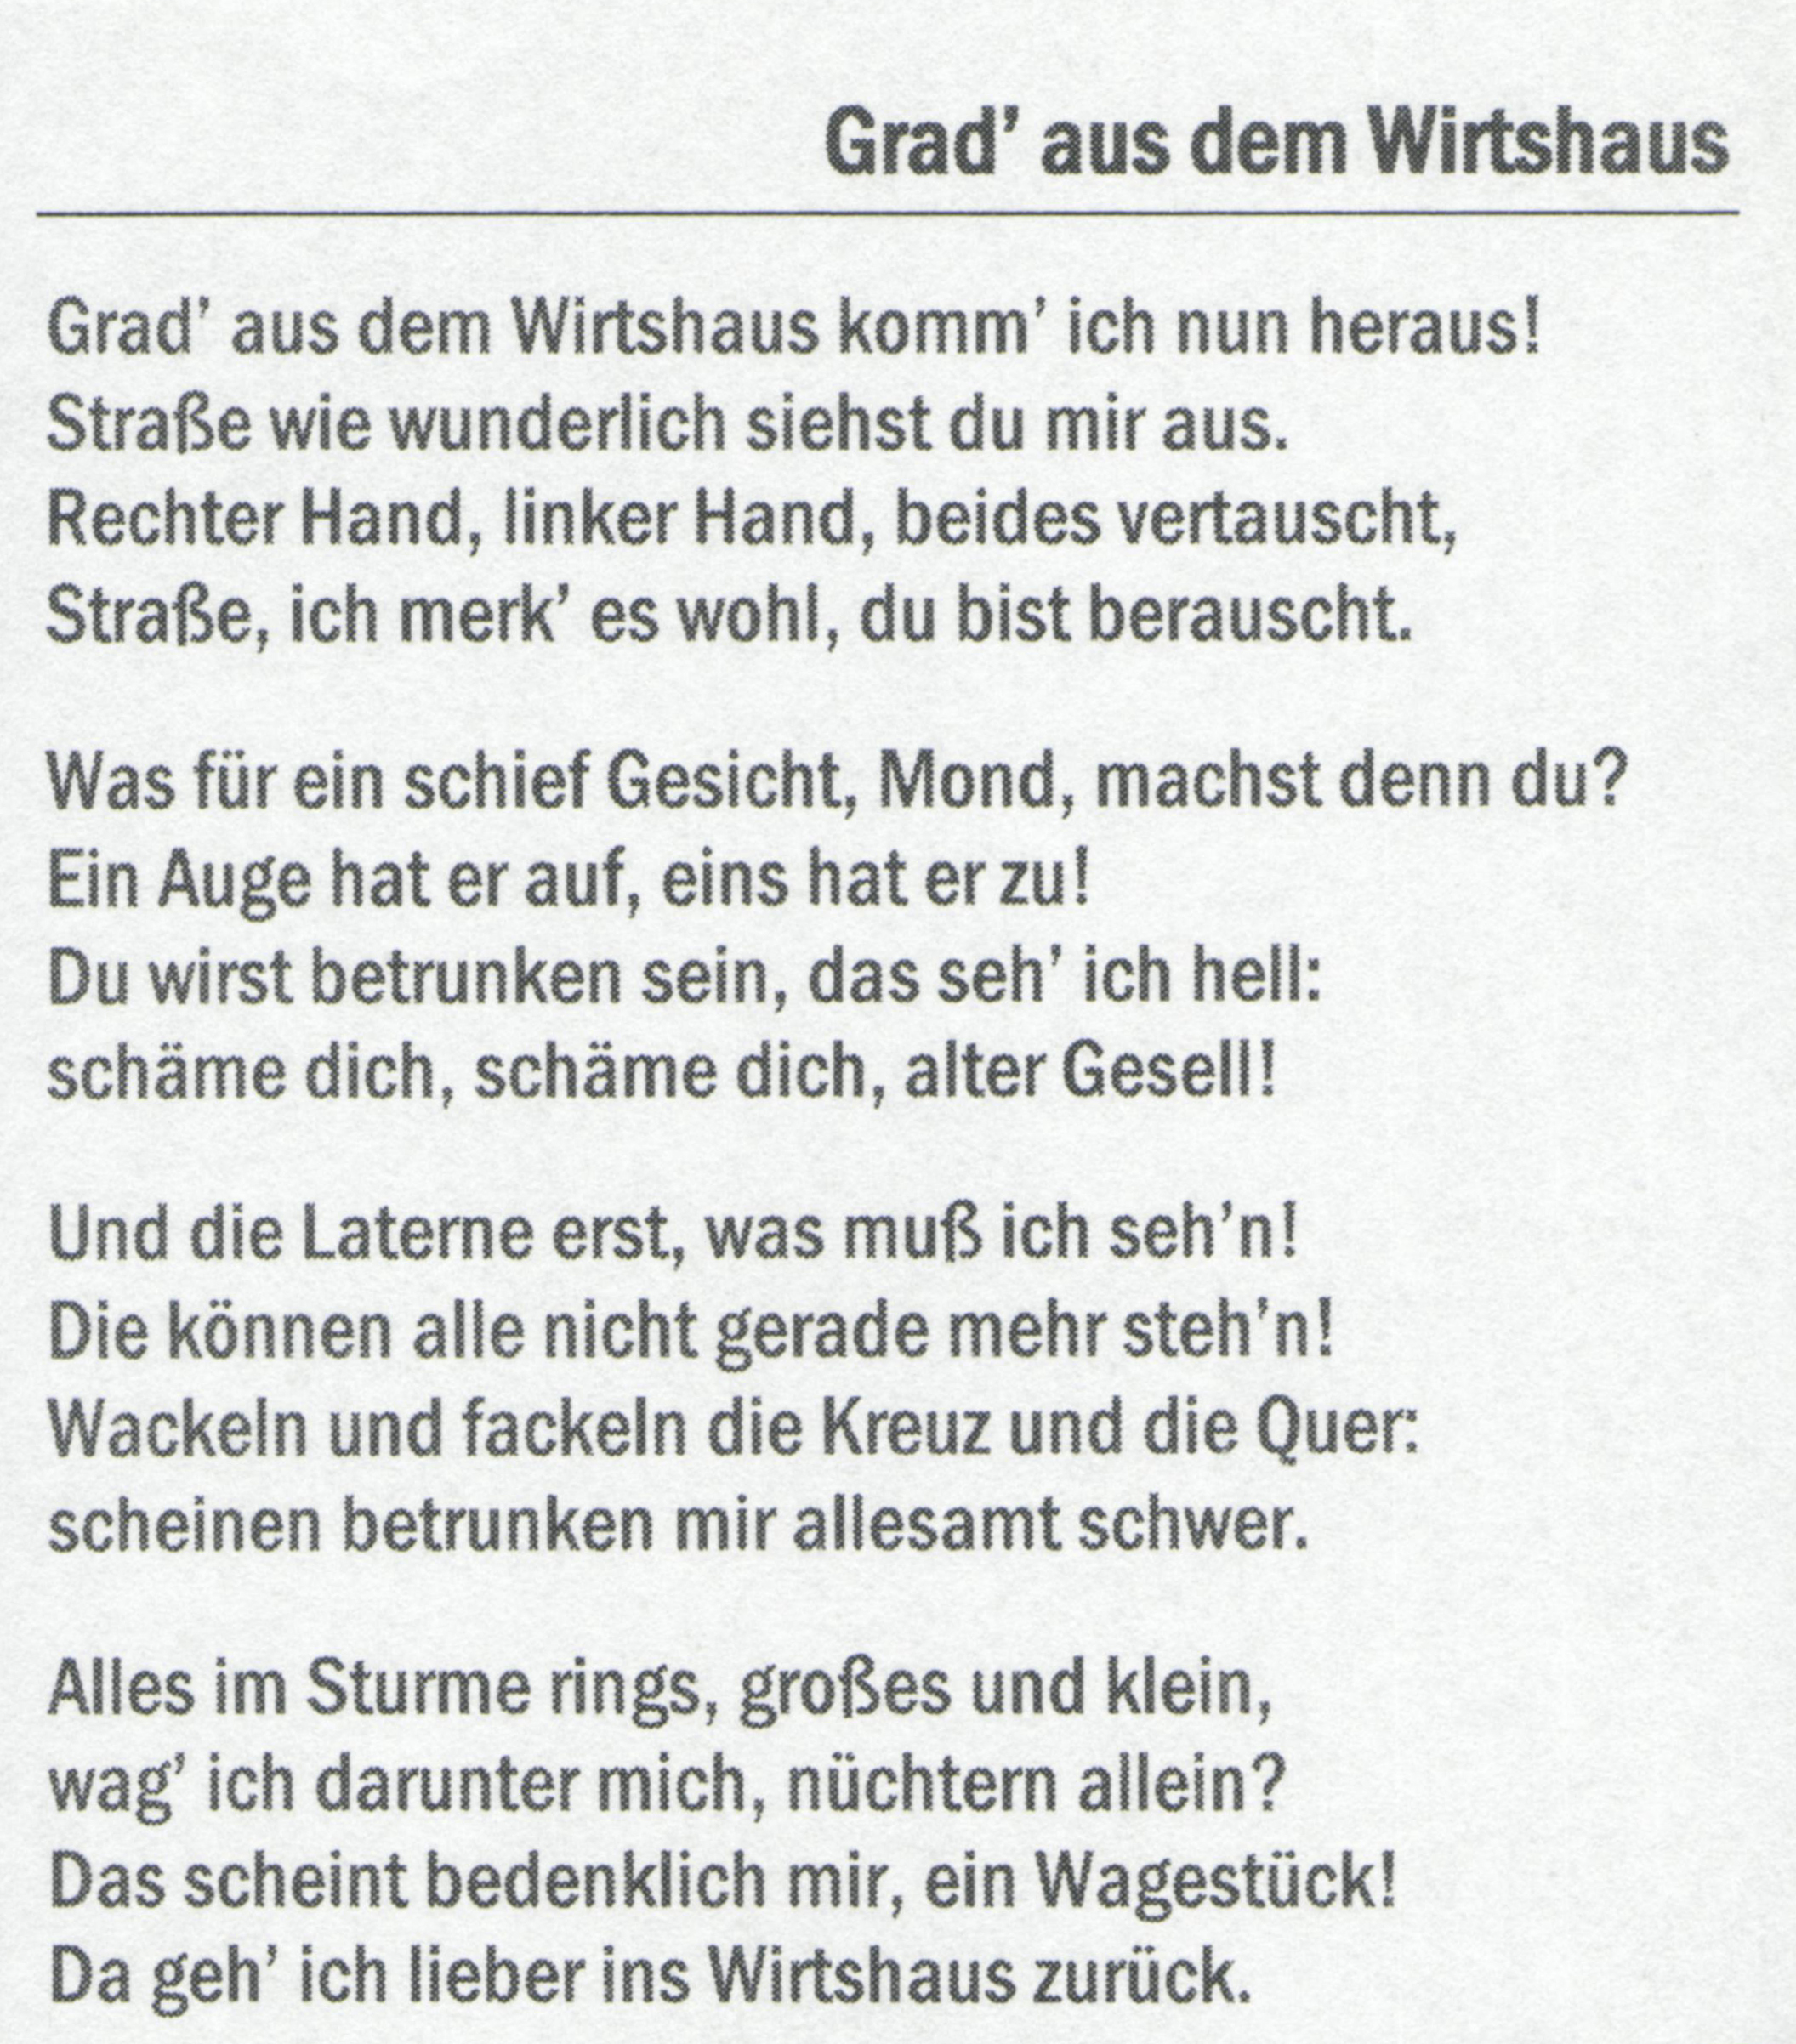 Grad’ aus dem Wirtshaus
Grad’ aus dem Wirtshaus komm’ ich nun heraus!
Straße wie wunderlich siehst du mir aus.
Rechter Hand, linker Hand, beides vertauscht,
Straße, ich merk’ es wohl, du bist berauscht.
Was für ein schief Gesicht, Mond, machst denn du?
Ein Auge hat er auf, eins hat er zu!
Du wirst betrunken sein, das seh’ ich hell:
schäme dich, schäme dich, alter Gesell!
Und die Laterne erst, was muß ich seh’n!
Die können alle nicht gerade mehr steh’n!
Wackeln und fackeln die Kreuz und die Quer:
scheinen betrunken mir allesamt schwer.
Alles im Sturme rings, großes und klein,
wag’ ich darunter mich, nüchtern allein?
Das scheint bedenklich mir, ein Wagestück!
Da geh’ ich lieber ins Wirtshaus zurück.